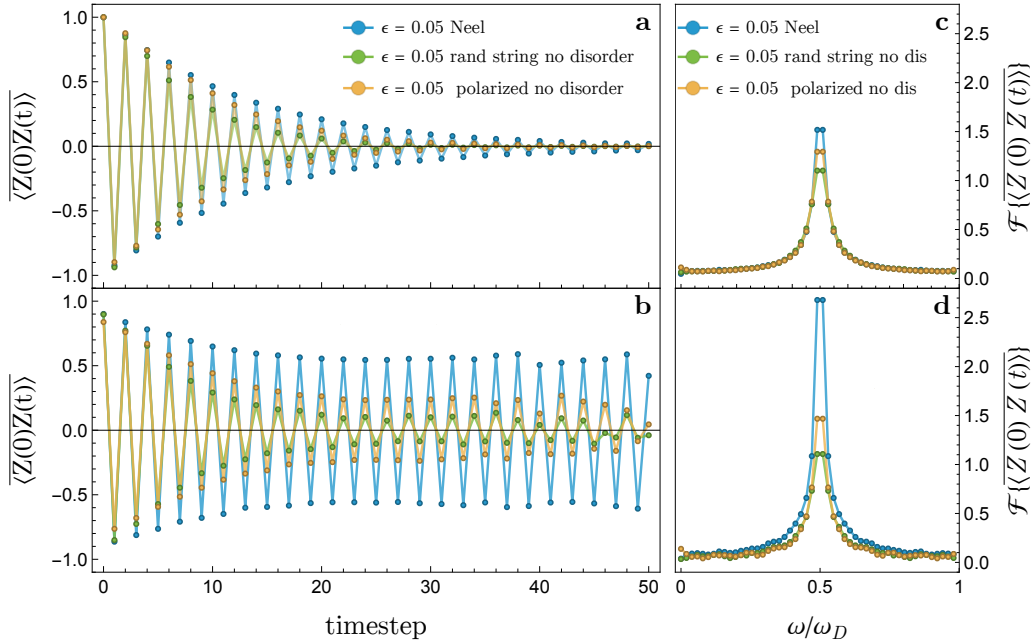 a
ϵ = 0.05 Neel
ϵ = 0.05 rand string no disorder
ϵ = 0.05 polarized no disorder
1.0
0.5
0.0
−0.5
−1.0
⟨Z(0)Z(t)⟩
c
ϵ = 0.05 Neel
ϵ = 0.05 rand string no dis
ϵ = 0.05 polarized no dis
2.5
2.0
1.5
1.0
0.5
0.0
ℱ{⟨Z (0) Z (t)⟩}
b
1.0
0.5
0.0
−0.5
−1.0
⟨Z(0)Z(t)⟩
0 10 20 30 40 50
timestep
d
2.5
2.0
1.5
1.0
0.5
0.0
ℱ{⟨Z (0) Z (t)⟩}
0 0.5 1
ω/ω_D